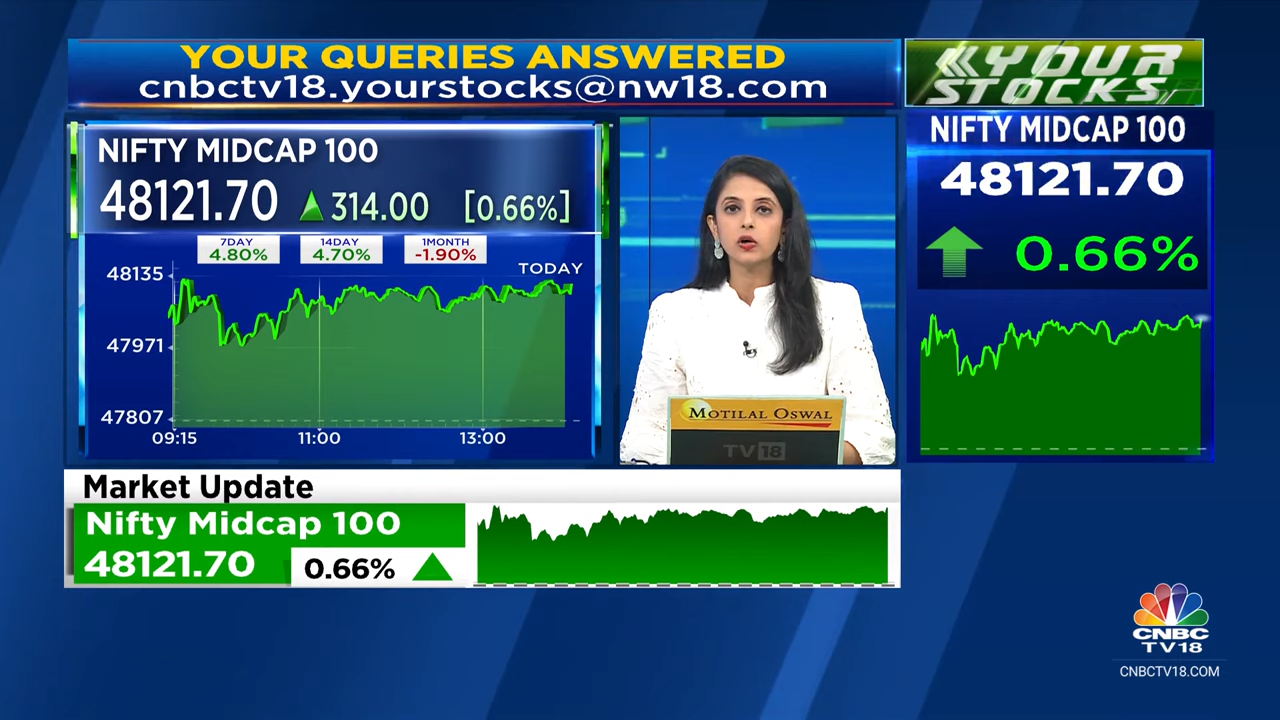 YOUR QUERIES ANSWERED
cnbctv18.yourstocks@nw18.com
YOUR
STOCKS
NIFTY MIDCAP 100
48121.70 314.00 [0.66%]
7DAY
4.80%
14DAY
4.70%
1MONTH
-1.90%
TODAY
48135
47971
47807
09:15 11:00 13:00
MOTILAL OSWAL
TV18
NIFTY MIDCAP 100
48121.70
0.66%
Market Update
Nifty Midcap 100
48121.70 0.66%
CNBC
TV18
CNBCTV18.COM